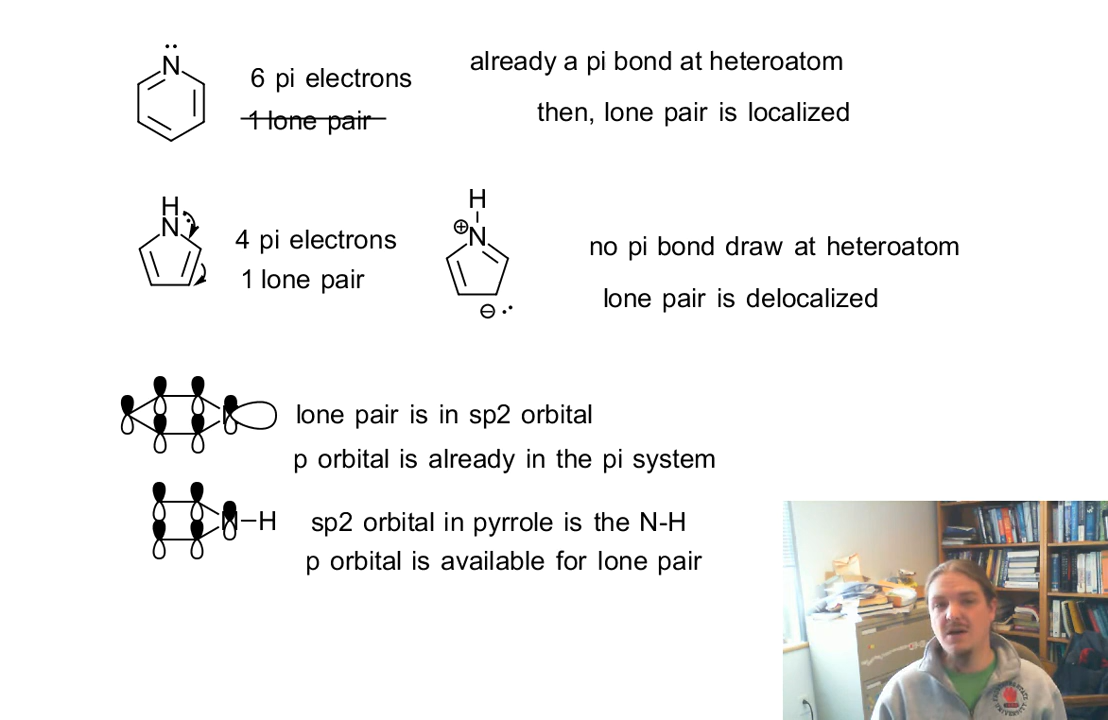 N
6 pi electrons
already a pi bond at heteroatom
1 lone pair
then, lone pair is localized
H
N
4 pi electrons
1 lone pair
H
⊕N
⊖
no pi bond draw at heteroatom
lone pair is delocalized
lone pair is in sp2 orbital
p orbital is already in the pi system
N-H
sp2 orbital in pyrrole is the N-H
p orbital is available for lone pair